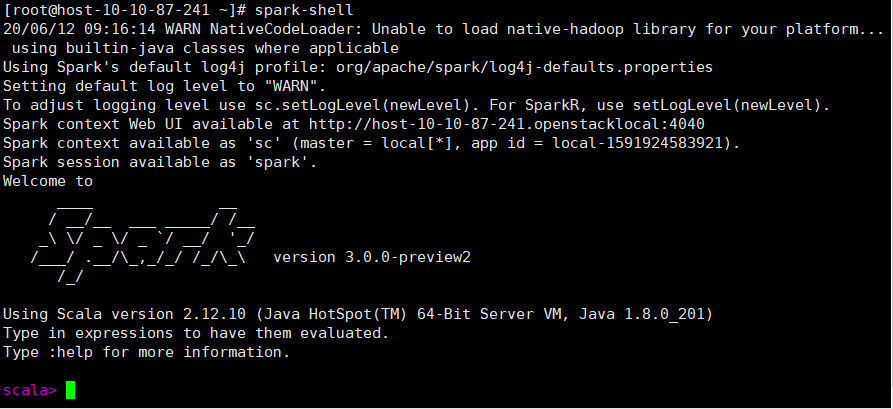 [root@host-10-10-87-241 ~]# spark-shell
20/06/12 09:16:14 WARN NativeCodeLoader: Unable to load native-hadoop library for your platform...
 using builtin-java classes where applicable
Using Spark's default log4j profile: org/apache/spark/log4j-defaults.properties
Setting default log level to "WARN".
To adjust logging level use sc.setLogLevel(newLevel). For SparkR, use setLogLevel(newLevel).
Spark context Web UI available at http://host-10-10-87-241.openstacklocal:4040
Spark context available as 'sc' (master = local[*], app id = local-1591924583921).
Spark session available as 'spark'.
Welcome to
      ____              __
     / __/__  ___ _____/ /__
    _\ \/ _ \/ _ `/ __/  '_/
   /___/ .__/\_,_/_/ /_/\_\   version 3.0.0-preview2
      /_/

Using Scala version 2.12.10 (Java HotSpot(TM) 64-Bit Server VM, Java 1.8.0_201)
Type in expressions to have them evaluated.
Type :help for more information.

scala>